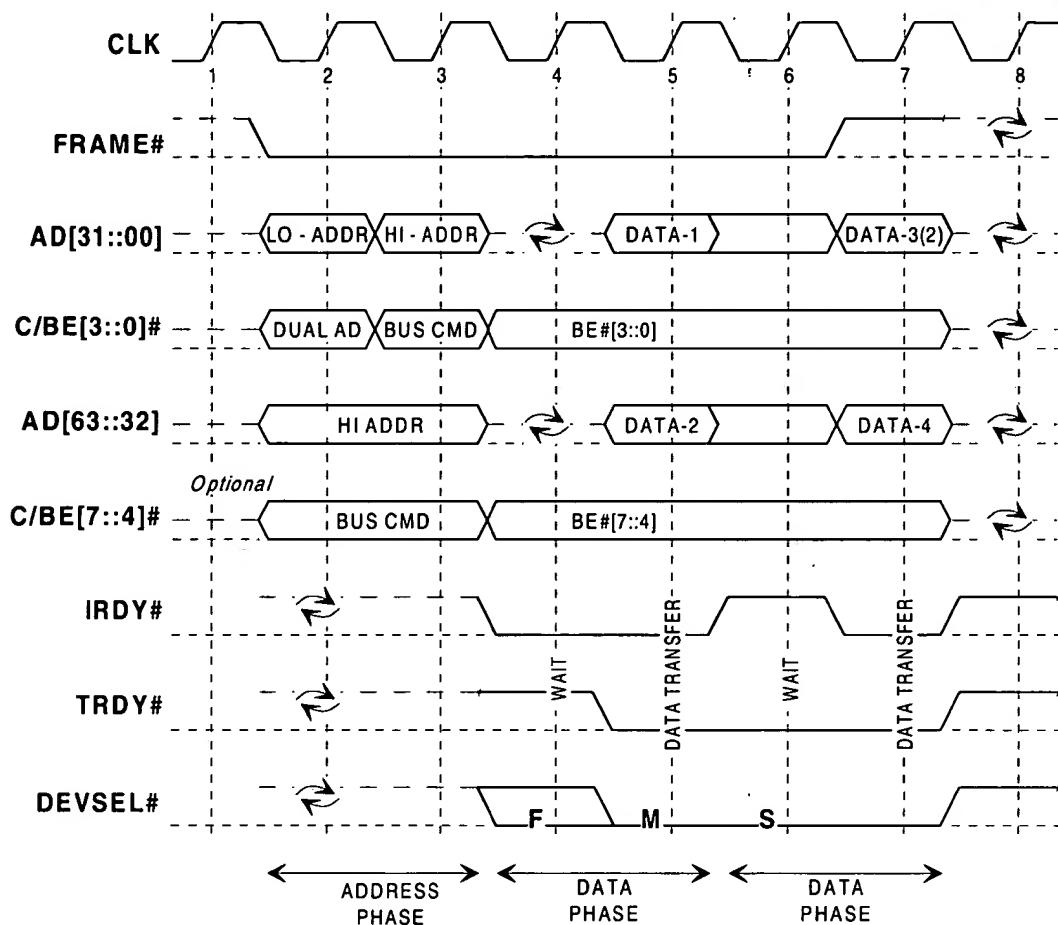 CLK
1 2 3 4 5 6 7 8
FRAME#
AD[31::00] LO - ADDR HI - ADDR DATA-1 DATA-3(2)
C/BE[3::0]# DUAL AD BUS CMD BE#[3::0]
AD[63::32] HI ADDR DATA-2 DATA-4
Optional
C/BE[7::4]# BUS CMD BE#[7::4]
IRDY#
WAIT DATA TRANSFER WAIT DATA TRANSFER
TRDY#
DEVSEL#
F M S
ADDRESS PHASE
DATA PHASE
DATA PHASE